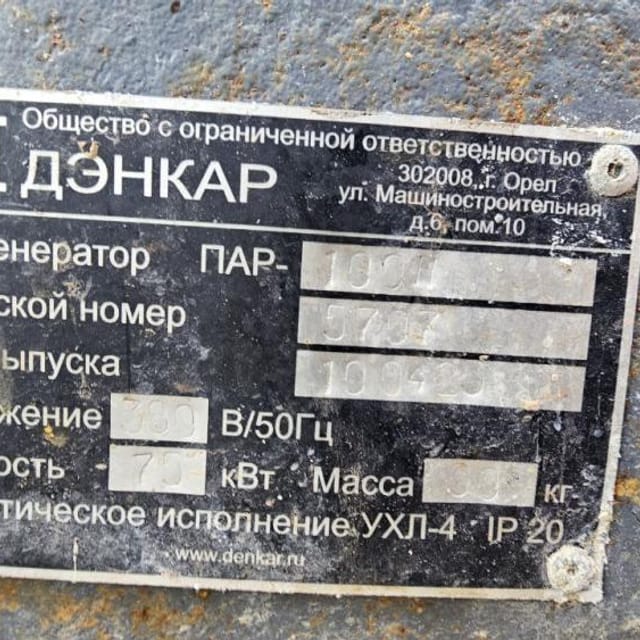 Общество с ограниченной ответственностью
ДЭНКАР
302008, г. Орел
ул. Машиностроительная,
д.6, пом.10
енератор ПАР-
ской номер
ыпуска
жение 380 В/50Гц
ость кВт Масса кг
тическое исполнение УХЛ-4 IP 20
www.denkar.ru